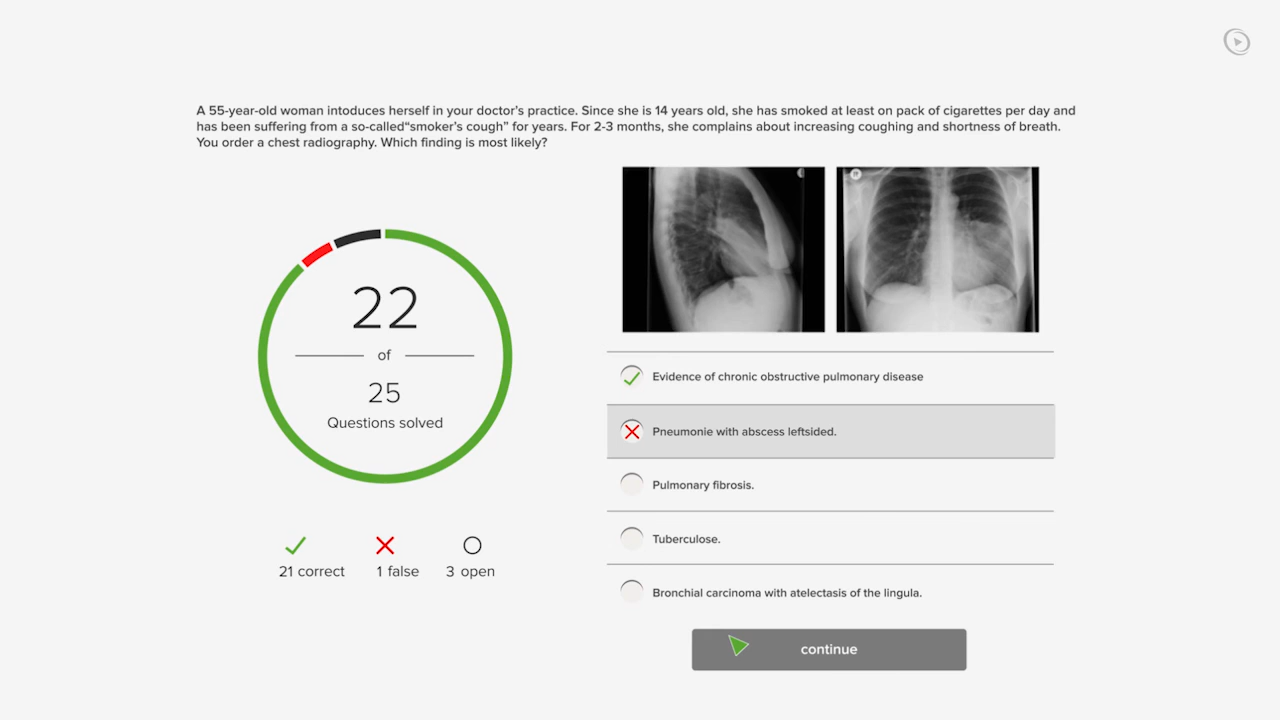 A 55-year-old woman intoduces herself in your doctor's practice. Since she is 14 years old, she has smoked at least on pack of cigarettes per day and
has been suffering from a so-called“smoker's cough” for years. For 2-3 months, she complains about increasing coughing and shortness of breath.
You order a chest radiography. Which finding is most likely?
22
of
25
Questions solved
21 correct
1 false
3 open
Evidence of chronic obstructive pulmonary disease
Pneumonie with abscess leftsided.
Pulmonary fibrosis.
Tuberculose.
Bronchial carcinoma with atelectasis of the lingula.
continue